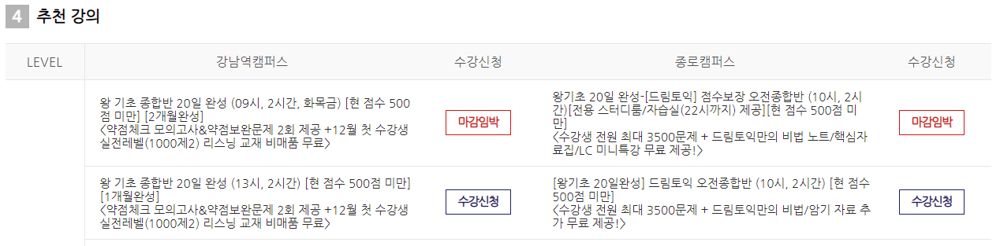 4 추천 강의
LEVEL 강남역캠퍼스 수강신청 종로캠퍼스 수강신청
왕 기초 종합반 20일 완성 (09시, 2시간, 화목금) [현 점수 500
점 미만] [2개월완성]
<약점체크 모의고사&약점보완문제 2회 제공 +12월 첫 수강생
실전레벨(1000제2) 리스닝 교재 비매품 무료>
마감임박
왕기초 20일 완성-[드림토익] 점수보장 오전종합반 (10시, 2시
간)[전용 스터디룸/자습실(22시까지) 제공][현 점수 500점 미
만]
<수강생 전원 최대 3500문제 + 드림토익만의 비법 노트/핵심자
료집/LC 미니특강 무료 제공!>
마감임박
왕 기초 종합반 20일 완성 (13시, 2시간) [현 점수 500점 미만]
[1개월완성]
<약점체크 모의고사&약점보완문제 2회 제공 +12월 첫 수강생
실전레벨(1000제2) 리스닝 교재 비매품 무료>
수강신청
[왕기초 20일완성] 드림토익 오전종합반 (10시, 2시간) [현 점수
500점 미만]
<수강생 전원 최대 3500문제 + 드림토익만의 비법/암기 자료 추
가 무료 제공!>
수강신청